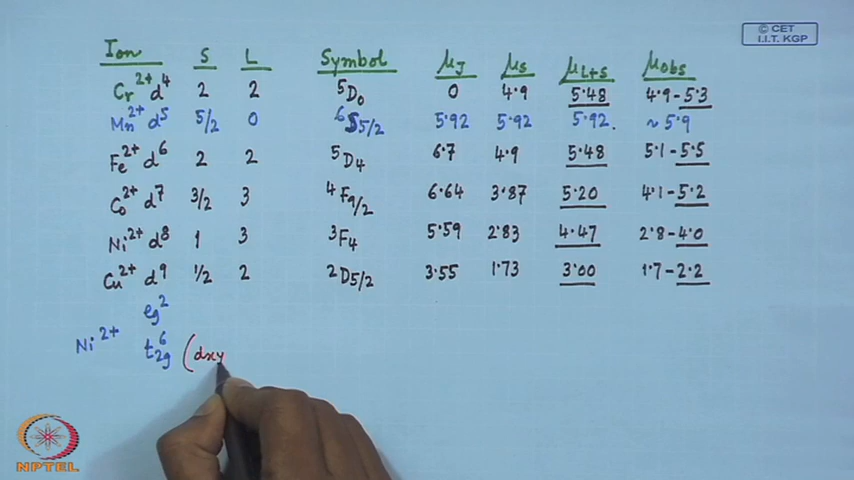 © CET
I.I.T. KGP
Ion S L Symbol μJ μS μL+S μobs
Cr²⁺ d⁴ 2 2 ⁵D₀ 0 4.9 5.48 4.9-5.3
Mn²⁺ d⁵ 5/2 0 ⁶S5/2 5.92 5.92 5.92. ~5.9
Fe²⁺ d⁶ 2 2 ⁵D₄ 6.7 4.9 5.48 5.1-5.5
Co²⁺ d⁷ 3/2 3 ⁴F9/2 6.64 3.87 5.20 4.1-5.2
Ni²⁺ d⁸ 1 3 ³F₄ 5.59 2.83 4.47 2.8-4.0
Cu²⁺ d⁹ 1/2 2 ²D5/2 3.55 1.73 3.00 1.7-2.2
eg²
Ni²⁺ t₂g⁶ (dxy
NPTEL